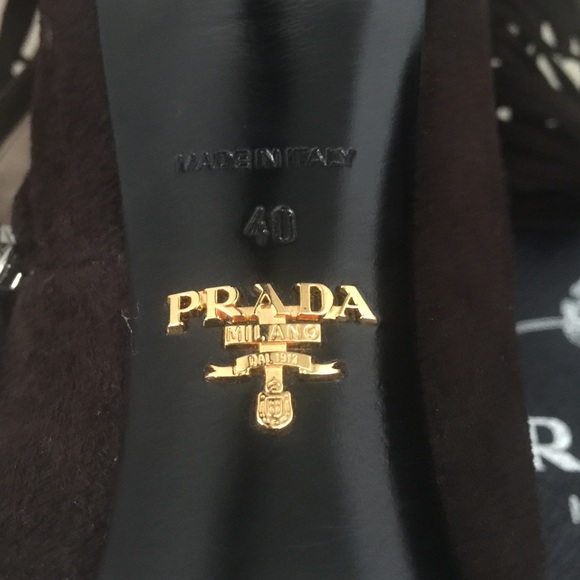 MADE IN ITALY
40
PRADA
MILANO
DAL 1913
R